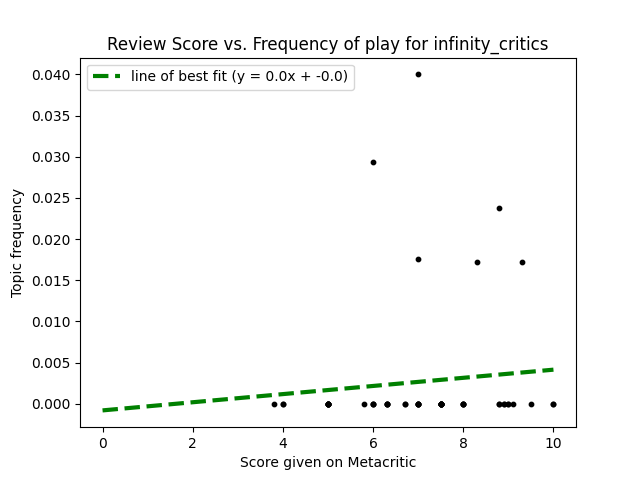 Review Score vs. Frequency of play for infinity_critics
line of best fit (y = 0.0x + -0.0)
0.040
0.035
0.030
0.025
0.020
0.015
0.010
0.005
0.000
Topic frequency
0 2 4 6 8 10
Score given on Metacritic